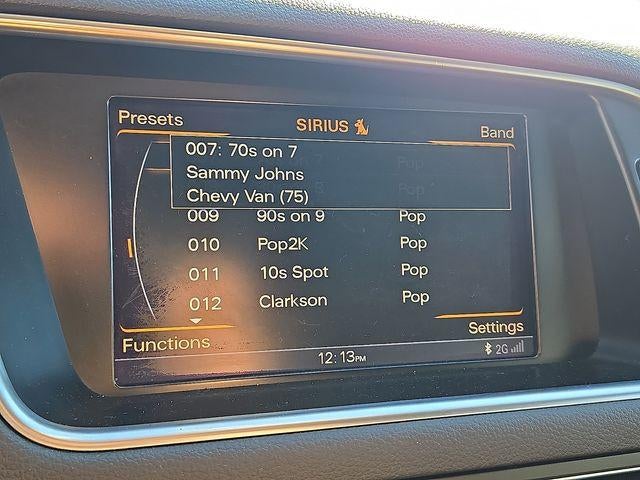 Presets
SIRIUS
Band
007: 70s on 7
Sammy Johns
Chevy Van (75)
009 90s on 9 Pop
010 Pop2K Pop
011 10s Spot Pop
012 Clarkson Pop
Functions
Settings
12:13PM
2G